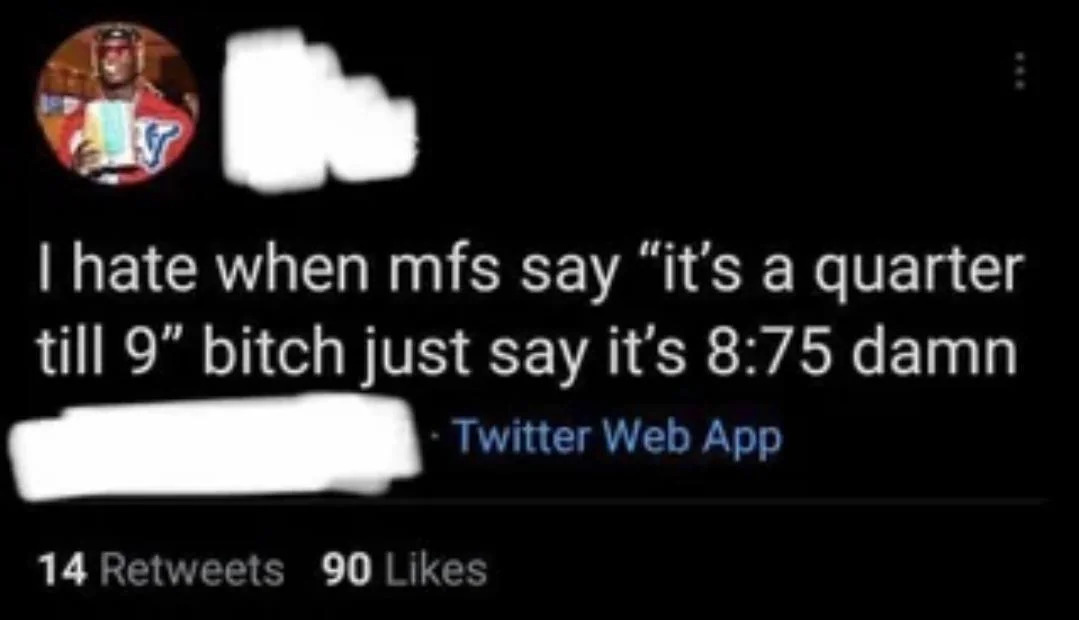 I hate when mfs say “it’s a quarter
till 9” bitch just say it’s 8:75 damn
· Twitter Web App
14 Retweets 90 Likes